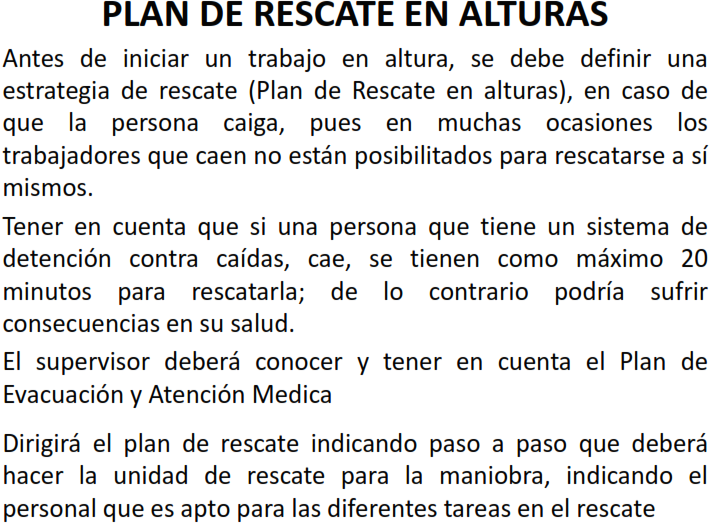 PLAN DE RESCATE EN ALTURAS
Antes de iniciar un trabajo en altura, se debe definir una
estrategia de rescate (Plan de Rescate en alturas), en caso de
que la persona caiga, pues en muchas ocasiones los
trabajadores que caen no están posibilitados para rescatarse a sí
mismos.
Tener en cuenta que si una persona que tiene un sistema de
detención contra caídas, cae, se tienen como máximo 20
minutos para rescatarla; de lo contrario podría sufrir
consecuencias en su salud.
El supervisor deberá conocer y tener en cuenta el Plan de
Evacuación y Atención Medica
Dirigirá el plan de rescate indicando paso a paso que deberá
hacer la unidad de rescate para la maniobra, indicando el
personal que es apto para las diferentes tareas en el rescate